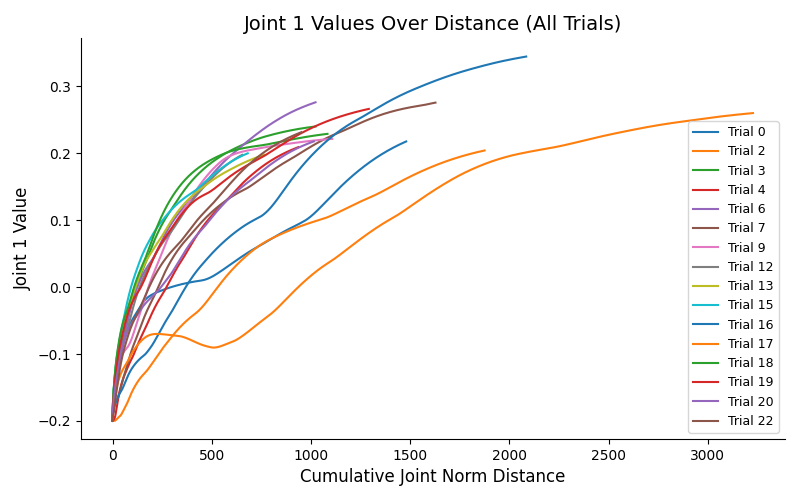 Joint 1 Values Over Distance (All Trials)
Joint 1 Value
0.3
0.2
0.1
0.0
−0.1
−0.2
0
500
1000
1500
2000
2500
3000
Cumulative Joint Norm Distance
Trial 0
Trial 2
Trial 3
Trial 4
Trial 6
Trial 7
Trial 9
Trial 12
Trial 13
Trial 15
Trial 16
Trial 17
Trial 18
Trial 19
Trial 20
Trial 22